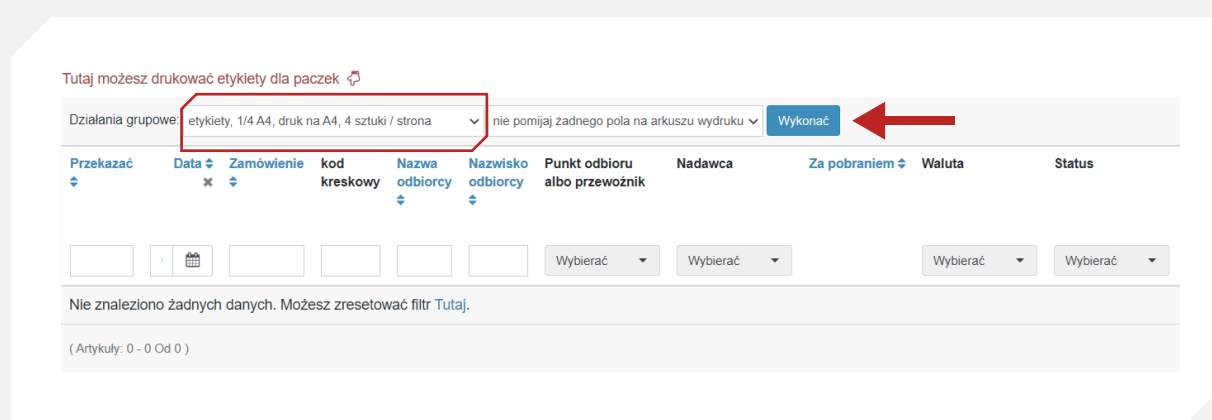 Tutaj możesz drukować etykiety dla paczek
Działania grupowe: etykiety, 1/4 A4, druk na A4, 4 sztuki / strona nie pomijaj żadnego pola na arkuszu wydruku Wykonać
Przekazać Data Zamówienie kod Nazwa Nazwisko Punkt odbioru Nadawca Za pobraniem Waluta Status
kreskowy odbiorcy odbiorcy albo przewoźnik
Wybierać Wybierać Wybierać Wybierać
Nie znaleziono żadnych danych. Możesz zresetować filtr Tutaj.
( Artykuły: 0 - 0 Od 0 )